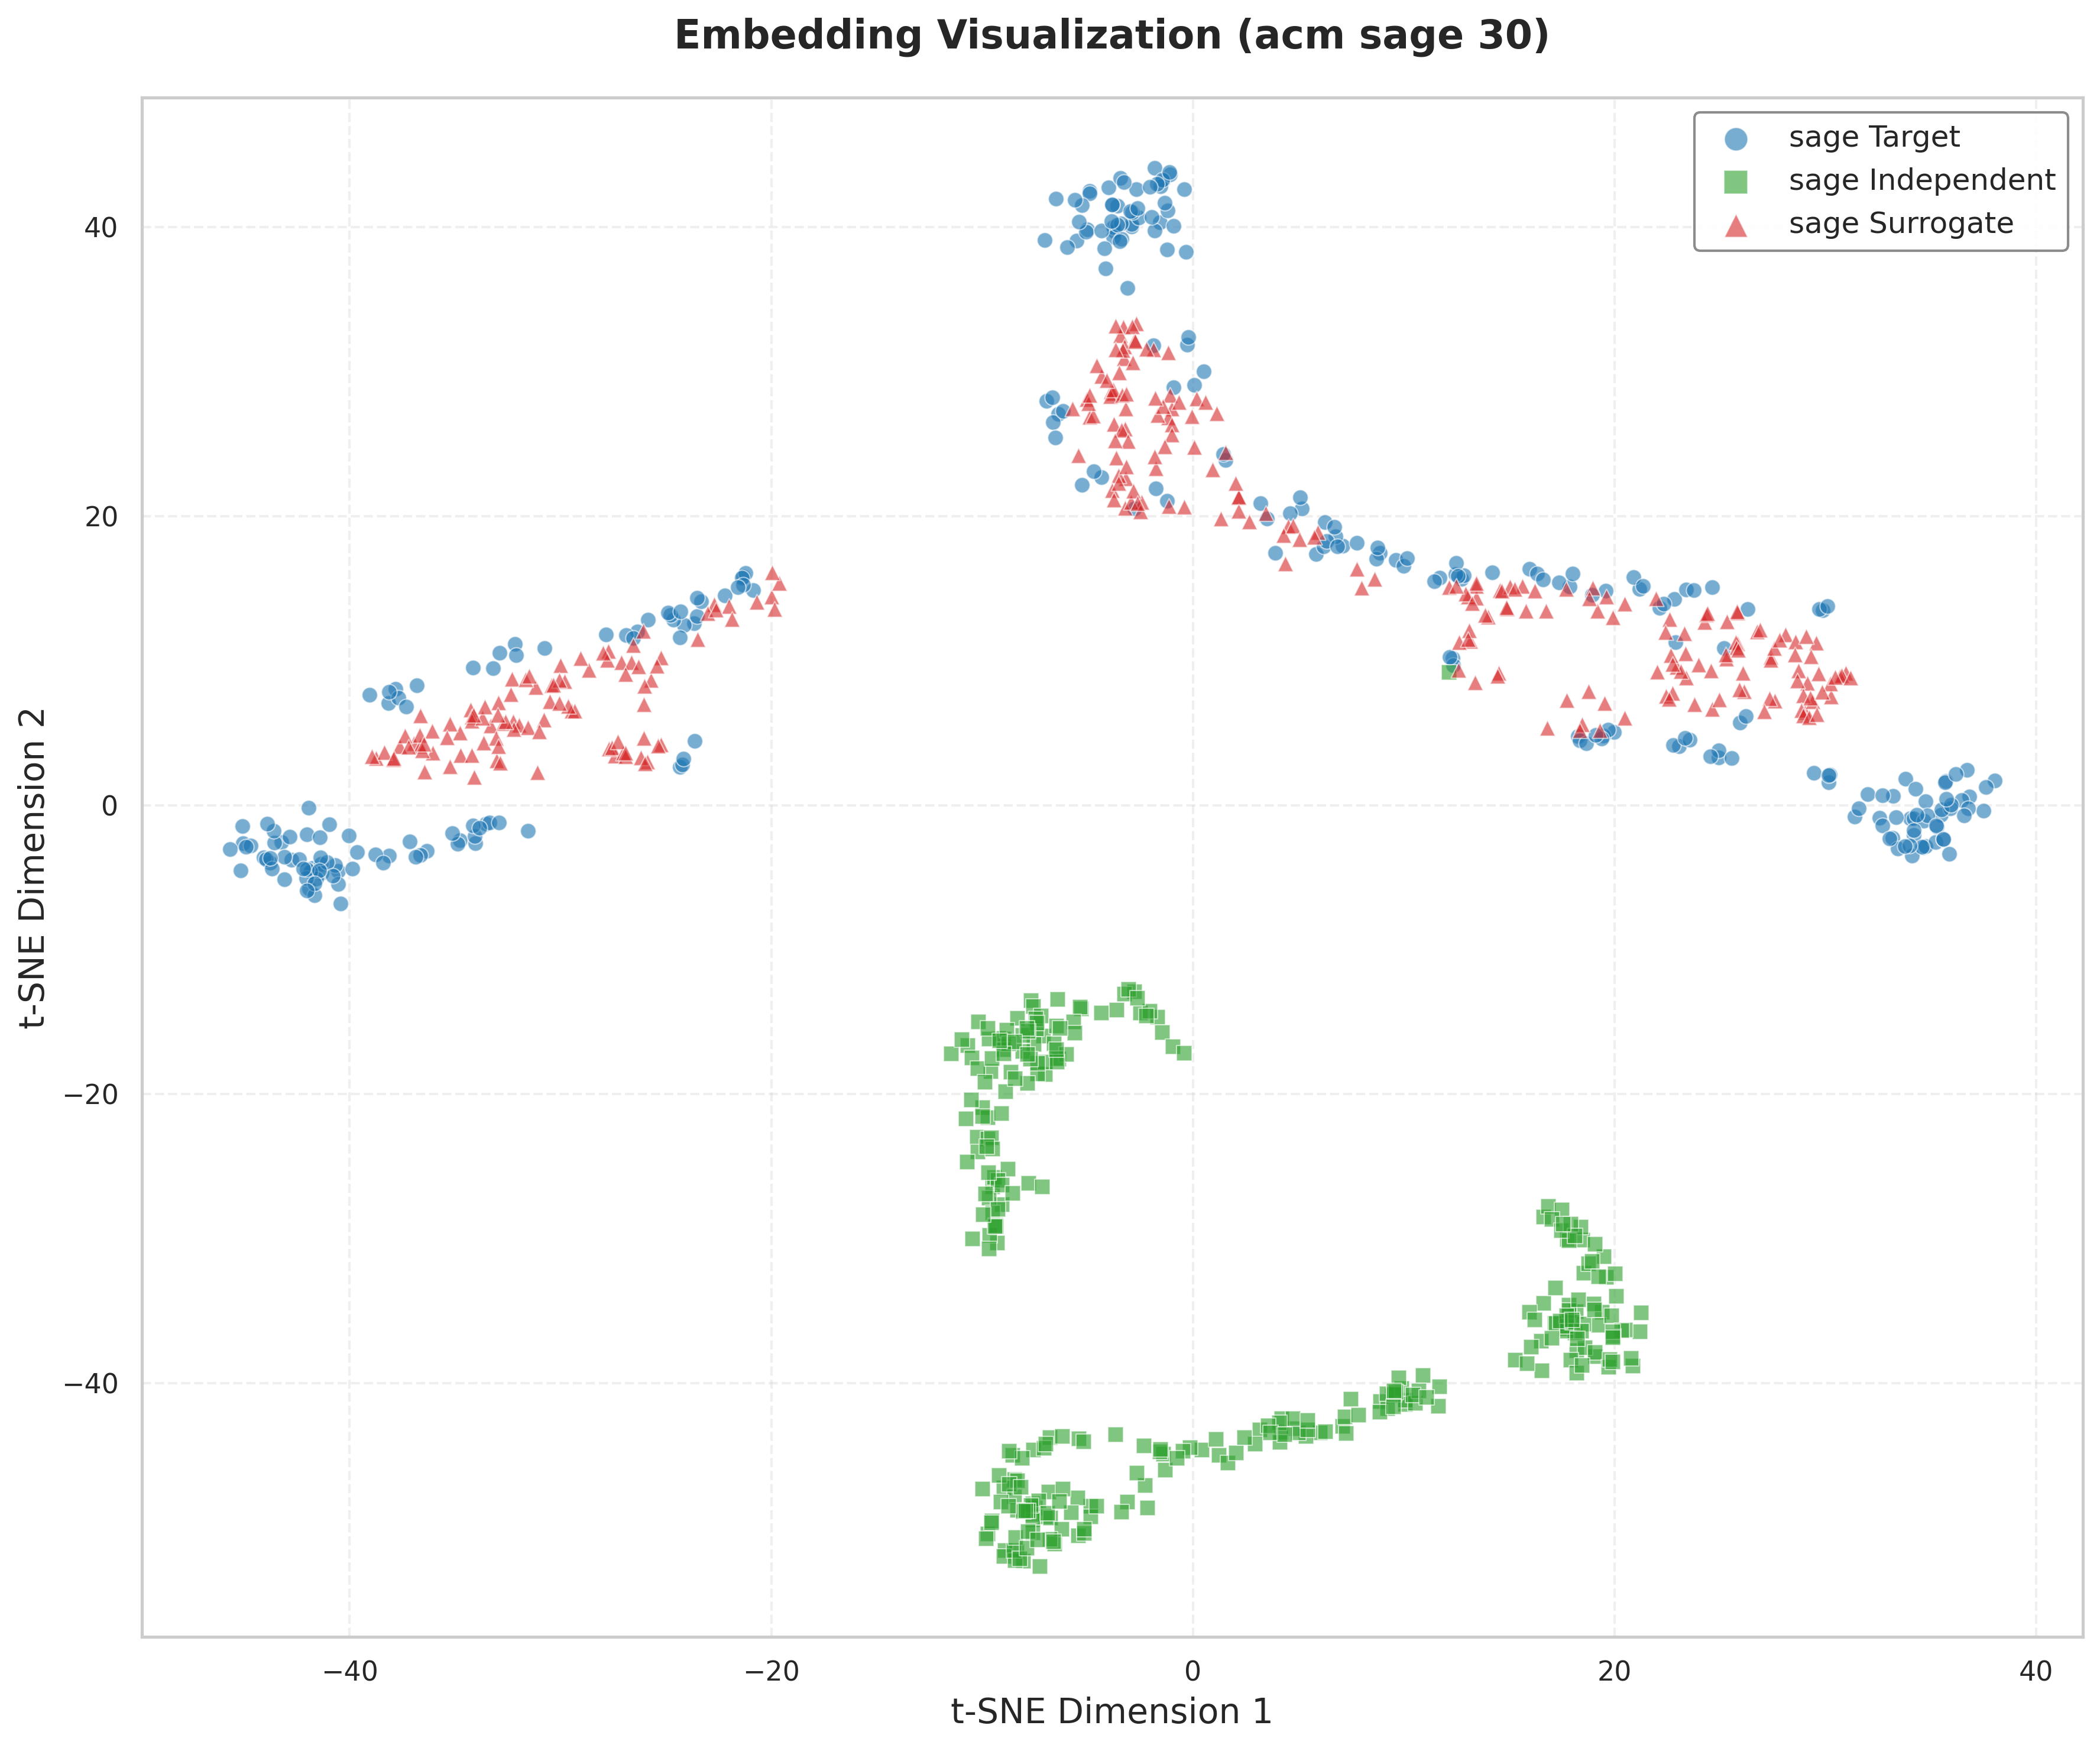 Embedding Visualization (acm sage 30)
sage Target
sage Independent
sage Surrogate
t-SNE Dimension 2
40
20
0
−20
−40
−40
−20
0
20
40
t-SNE Dimension 1